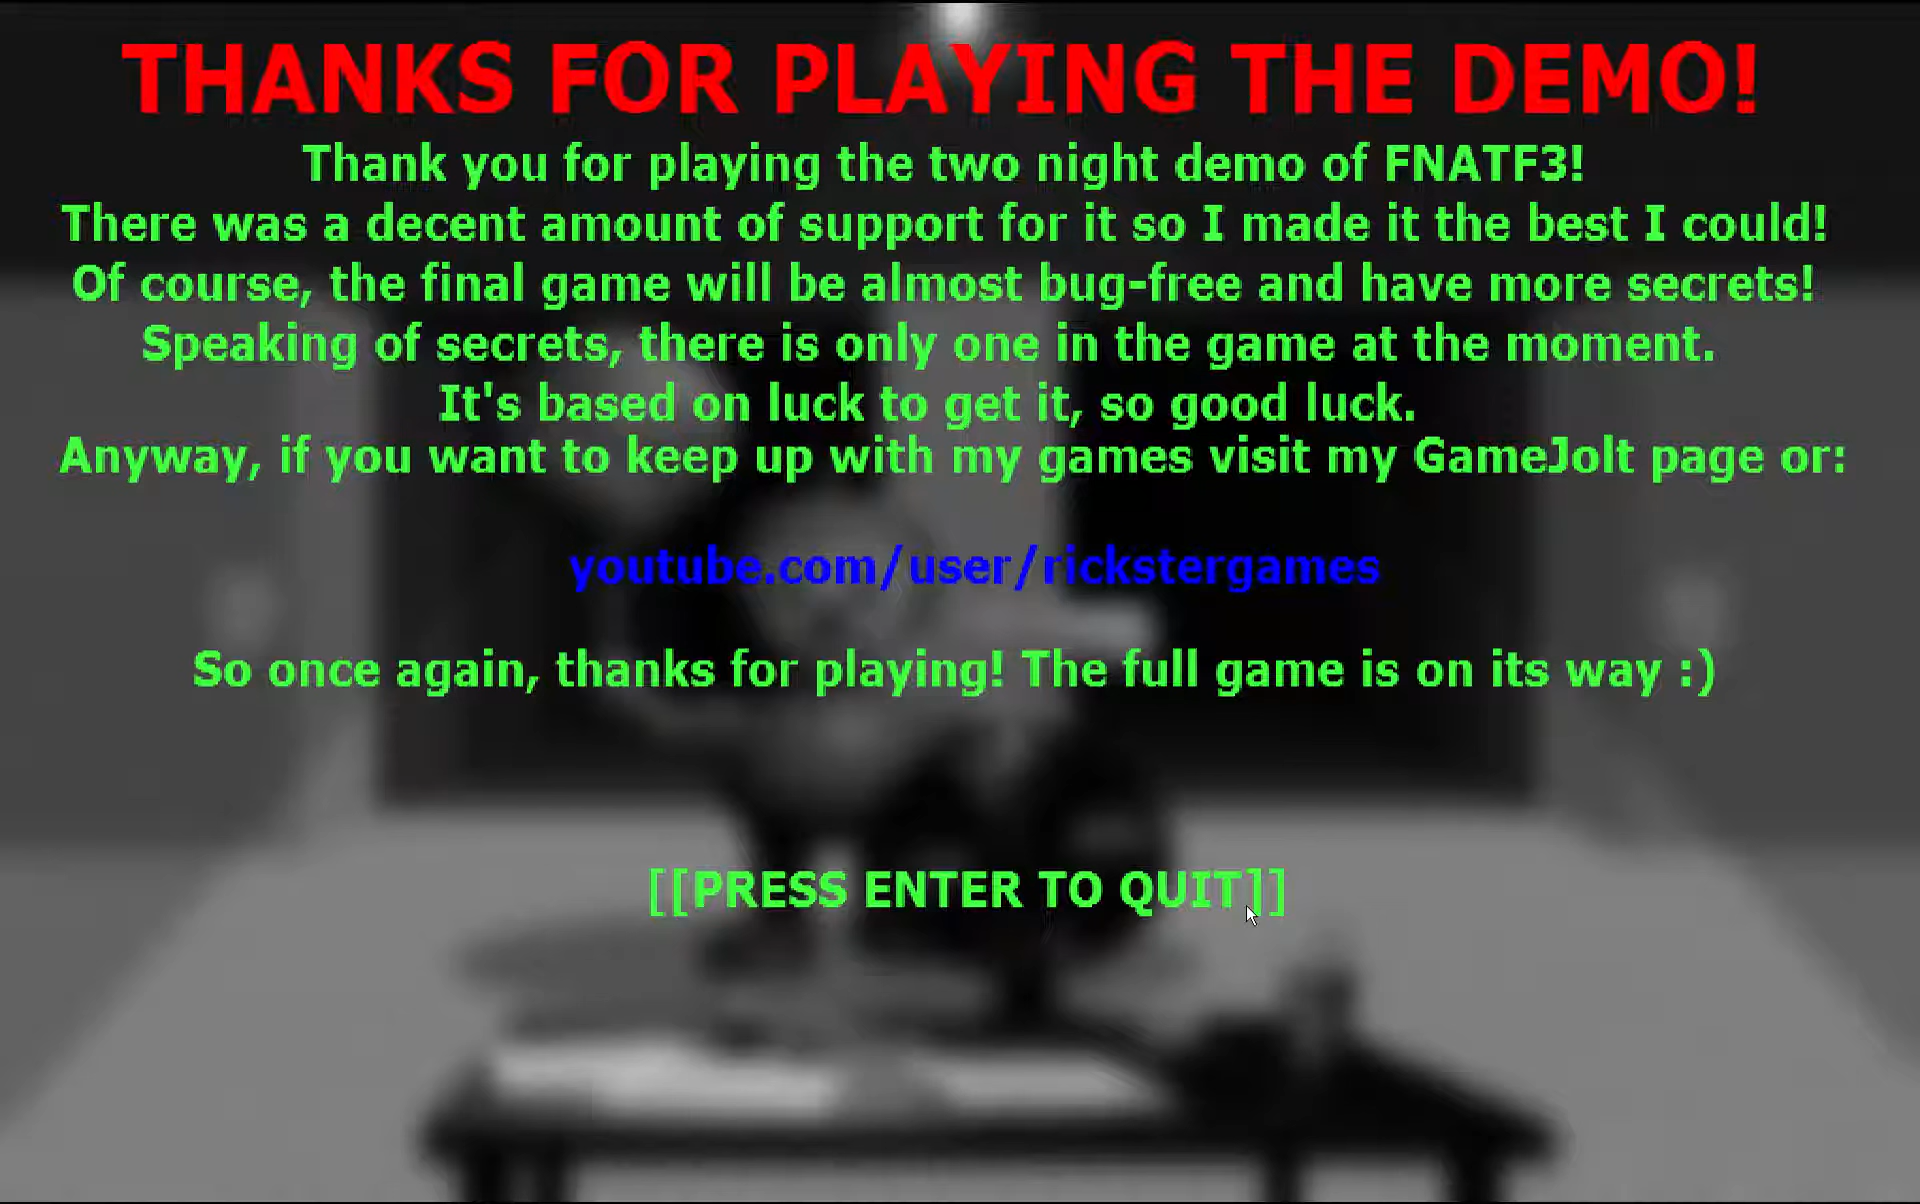 THANKS FOR PLAYING THE DEMO!
Thank you for playing the two night demo of FNATF3!
There was a decent amount of support for it so I made it the best I could!
Of course, the final game will be almost bug-free and have more secrets!
Speaking of secrets, there is only one in the game at the moment.
It's based on luck to get it, so good luck.
Anyway, if you want to keep up with my games visit my GameJolt page or:
youtube.com/user/rickstergames
So once again, thanks for playing! The full game is on its way :)
[[PRESS ENTER TO QUIT]]